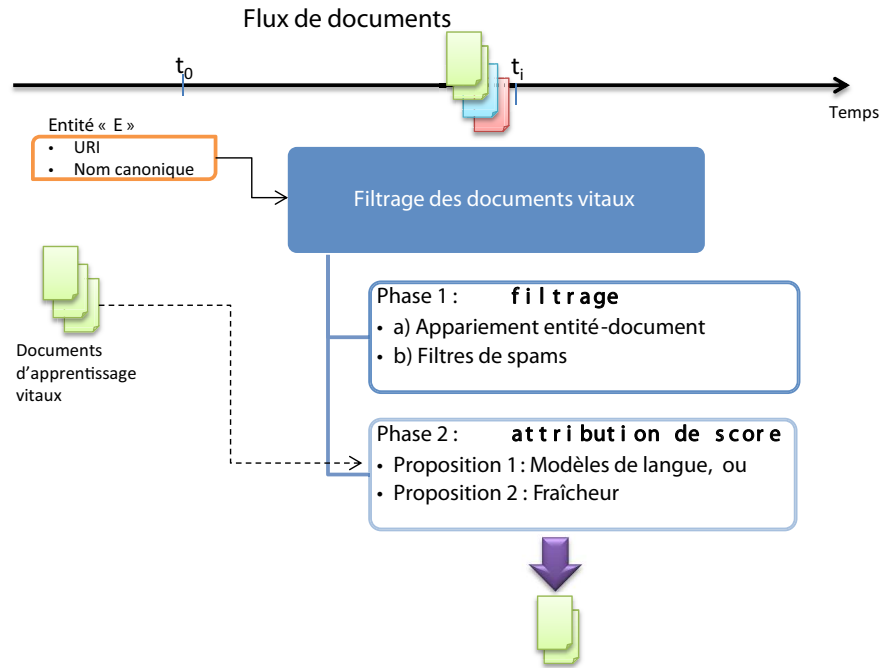 Flux de documents
t0
ti
Temps
Entité « E »
• URI
• Nom canonique
Filtrage des documents vitaux
Phase 1 : filtrage
• a) Appariement entité-document
• b) Filtres de spams
Documents
d'apprentissage
vitaux
Phase 2 : attribution de score
• Proposition 1 : Modèles de langue, ou
• Proposition 2 : Fraîcheur